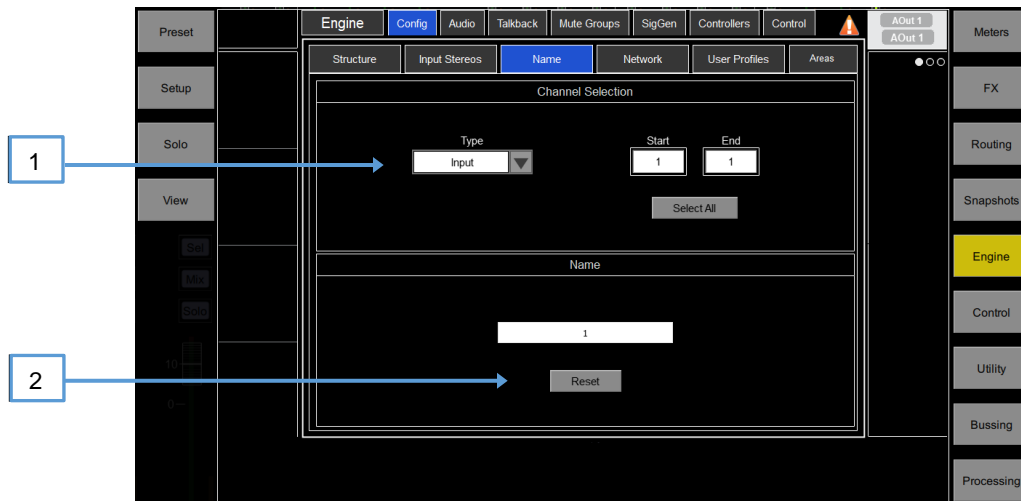 Preset
Setup
Solo
View
Sel
Mix
Solo
10
0
1
2
Engine Config Audio Talkback Mute Groups SigGen Controllers Control
Structure Input Stereos Name Network User Profiles Areas
Channel Selection
Type Start End
Input 1 1
Select All
Name
1
Reset
AOut 1
AOut 1
Meters
FX
Routing
Snapshots
Engine
Control
Utility
Bussing
Processing